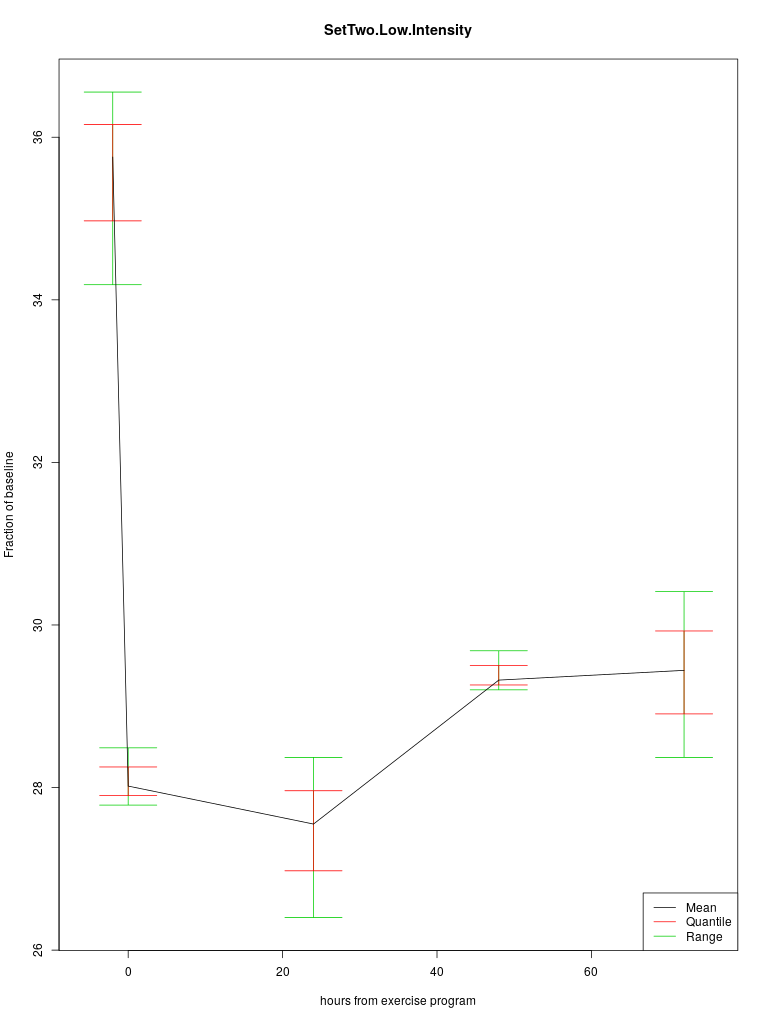 SetTwo.Low.Intensity
Fraction of baseline
36
34
32
30
28
26
0 20 40 60
hours from exercise program
Mean
Quantile
Range